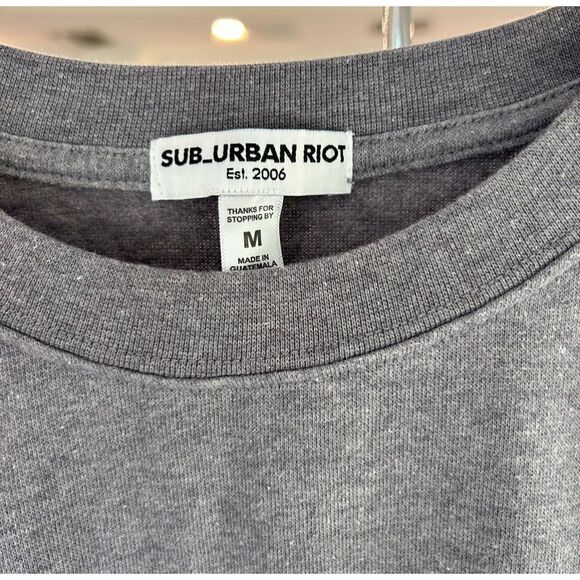 SUB_URBAN RIOT
Est. 2006
THANKS FOR
STOPPING BY
M
MADE IN
GUATEMALA